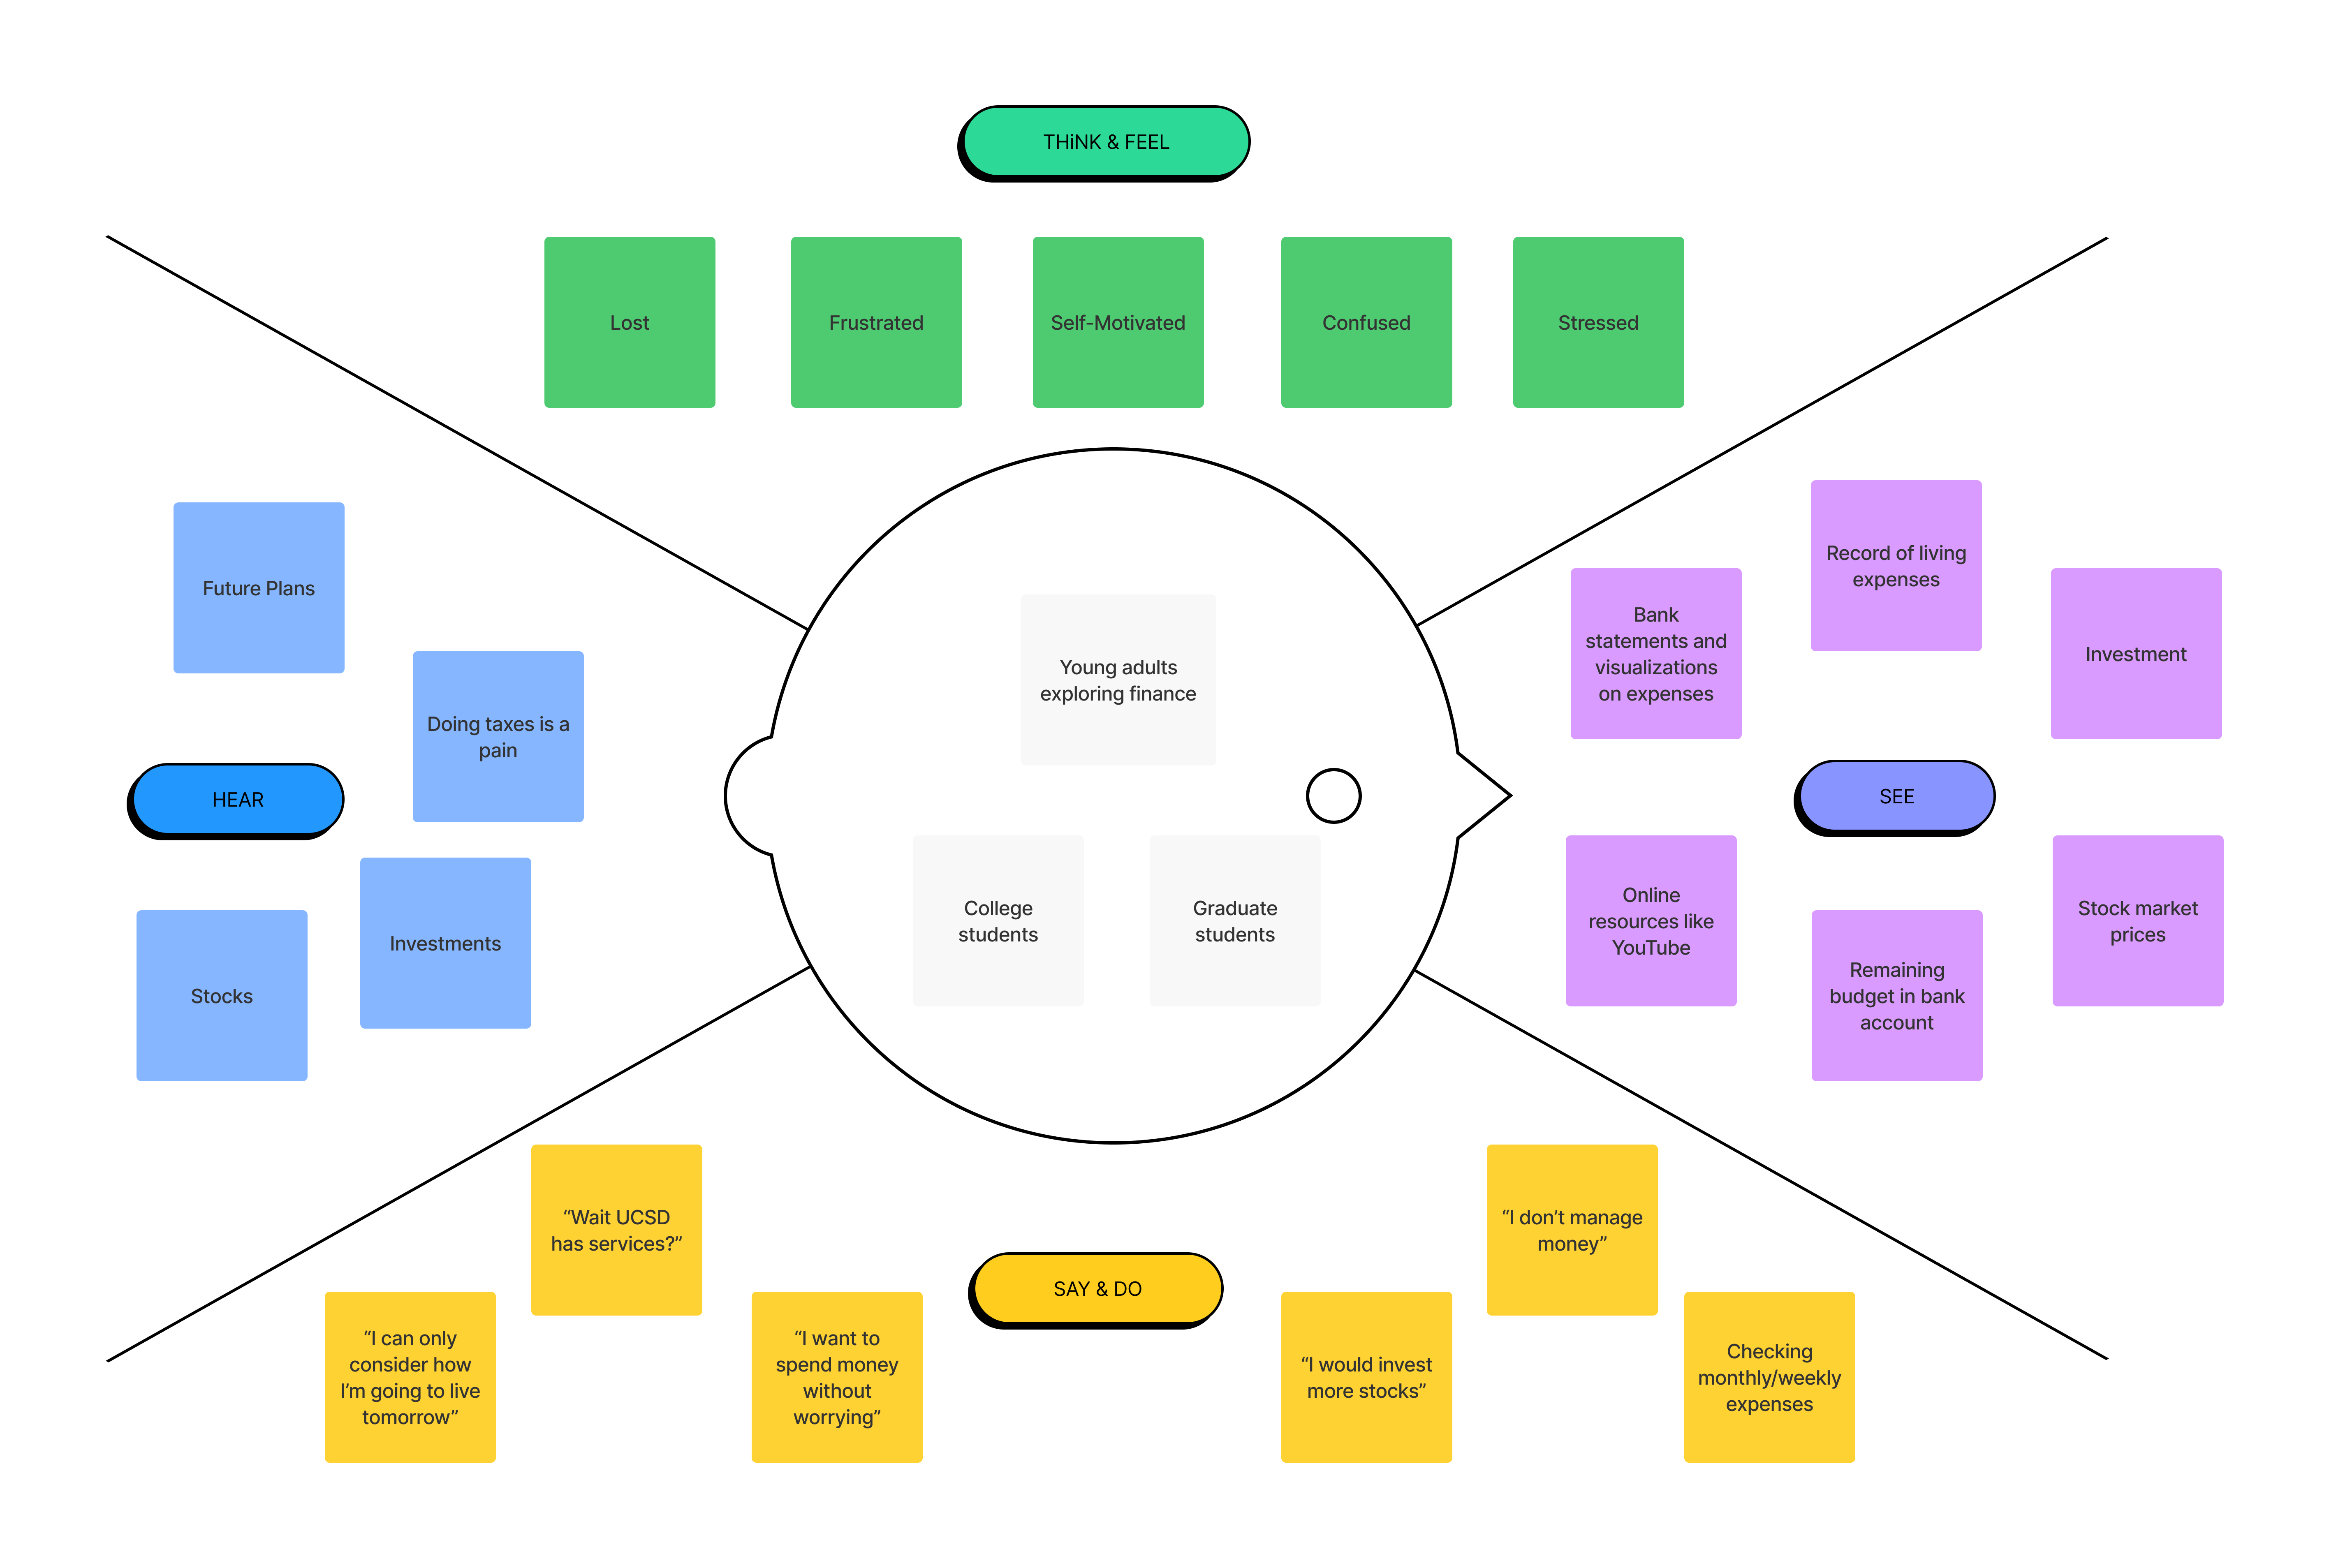 THiNK & FEEL
Lost
Frustrated
Self-Motivated
Confused
Stressed
Future Plans
Doing taxes is a
pain
HEAR
Investments
Stocks
Young adults
exploring finance
College
students
Graduate
students
Record of living
expenses
Bank
statements and
visualizations
on expenses
Investment
SEE
Online
resources like
YouTube
Remaining
budget in bank
account
Stock market
prices
“Wait UCSD
has services?”
“I can only
consider how
I’m going to live
tomorrow”
“I want to
spend money
without
worrying”
SAY & DO
“I would invest
more stocks”
“I don’t manage
money”
Checking
monthly/weekly
expenses